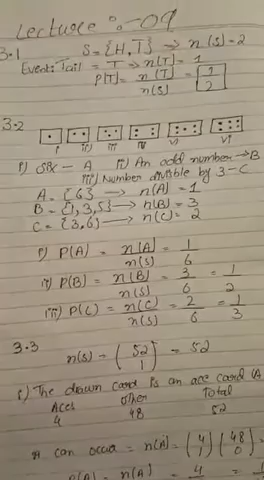 Lecture :- 09
3.1 S = {H, T} ⇒ n(S) = 2
Event: Tail = T ⇒ n(T) = 1
P(T) = n(T) / n(S) = 1/2
3.2
I II III IV V VI
i) Six - A ii) An odd number → B
iii) Number divisible by 3 - C
A = {6} → n(A) = 1
B = {1, 3, 5} → n(B) = 3
C = {3, 6} → n(C) = 2
i) P(A) = n(A) / n(S) = 1/6
ii) P(B) = n(B) / n(S) = 3/6 = 1/2
iii) P(C) = n(C) / n(S) = 2/6 = 1/3
3.3
n(S) = (52 1) = 52
i) The drawn card is an ace card (A
Aces Other Total
4 48 52
A can occur = n(A) = (4 1) (48 0) =
P(A) = n(A) 4 = 1